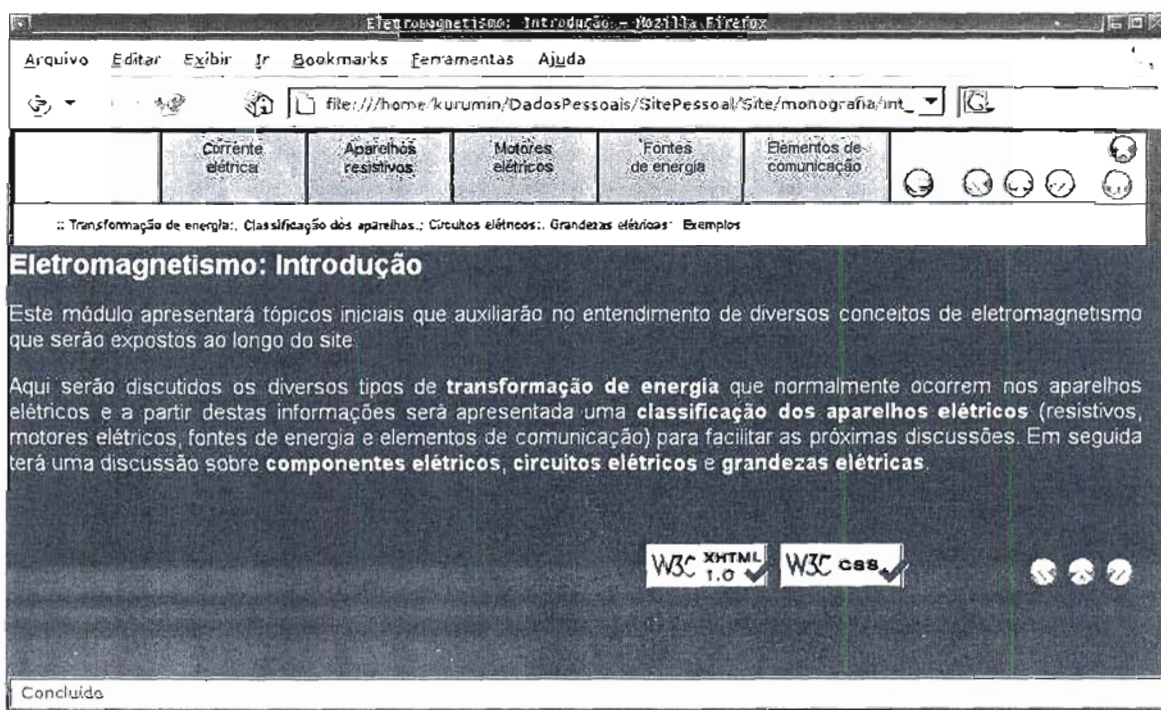 Eletromagnetismo: Introdução - Mozilla Firefox
Arquivo Editar Exibir Ir Bookmarks Ferramentas Ajuda
file:///home/kurumin/DadosPessoais/SitePessoal/Site/monografia/int_
Corrente elétrica
Aparelhos resistivos
Motores elétricos
Fontes de energia
Elementos de comunicação
:: Transformação de energia:. Classificação dos aparelhos.: Circuitos elétricos:. Grandezas elétricas Exemplos
Eletromagnetismo: Introdução
Este módulo apresentará tópicos iniciais que auxiliarão no entendimento de diversos conceitos de eletromagnetismo
que serão expostos ao longo do site
Aqui serão discutidos os diversos tipos de transformação de energia que normalmente ocorrem nos aparelhos
elétricos e a partir destas informações será apresentada uma classificação dos aparelhos elétricos (resistivos,
motores elétricos, fontes de energia e elementos de comunicação) para facilitar as próximas discussões. Em seguida
terá uma discussão sobre componentes elétricos, circuitos elétricos e grandezas elétricas.
W3C XHTML 1.0
W3C css
Concluído